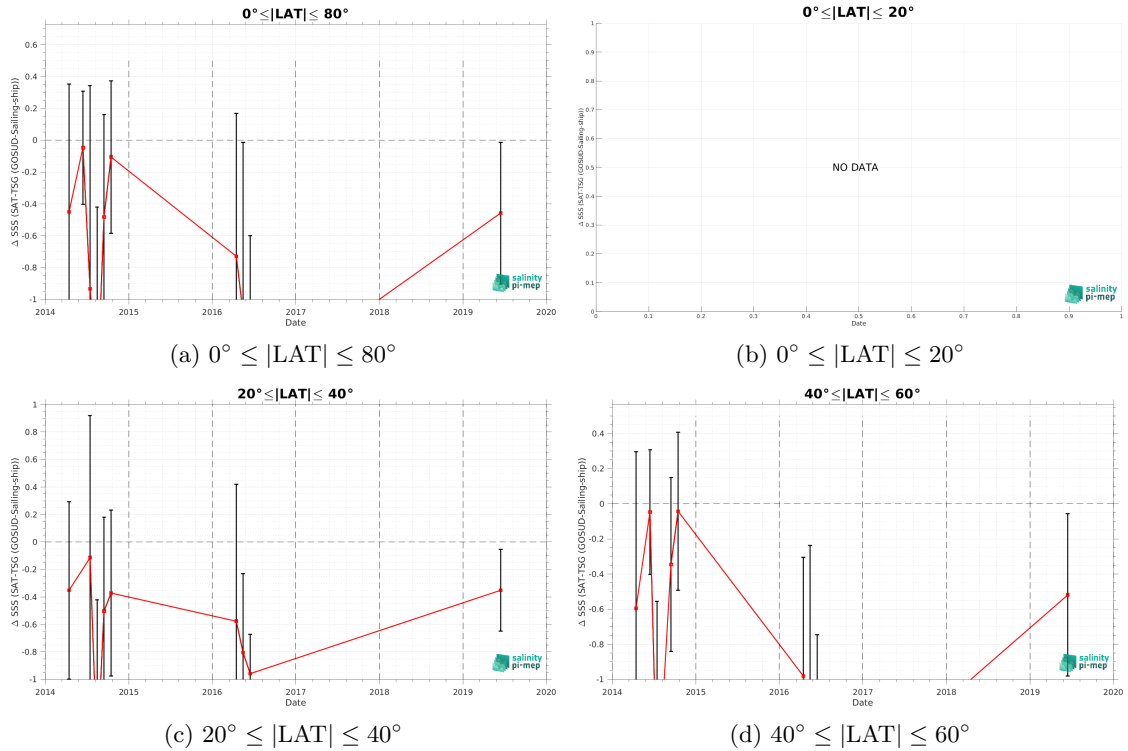 0°≤|LAT|≤ 80°
0.6
0.4
0.2
0
-0.2
-0.4
-0.6
-0.8
-1
Δ SSS (SAT-TSG (GOSUD-Sailing-ship))
2014 2015 2016 2017 2018 2019 2020
Date
salinity
pi-mep
(a) 0° ≤ |LAT| ≤ 80°
0°≤|LAT|≤ 20°
1
0.9
0.8
0.7
0.6
0.5
0.4
0.3
0.2
0.1
0
Δ SSS (SAT-TSG (GOSUD-Sailing-ship))
NO DATA
0 0.1 0.2 0.3 0.4 0.5 0.6 0.7 0.8 0.9 1
Date
salinity
pi-mep
(b) 0° ≤ |LAT| ≤ 20°
20°≤|LAT|≤ 40°
1
0.8
0.6
0.4
0.2
0
-0.2
-0.4
-0.6
-0.8
-1
Δ SSS (SAT-TSG (GOSUD-Sailing-ship))
2014 2015 2016 2017 2018 2019 2020
Date
salinity
pi-mep
(c) 20° ≤ |LAT| ≤ 40°
40°≤|LAT|≤ 60°
0.4
0.2
0
-0.2
-0.4
-0.6
-0.8
-1
Δ SSS (SAT-TSG (GOSUD-Sailing-ship))
2014 2015 2016 2017 2018 2019 2020
Date
salinity
pi-mep
(d) 40° ≤ |LAT| ≤ 60°